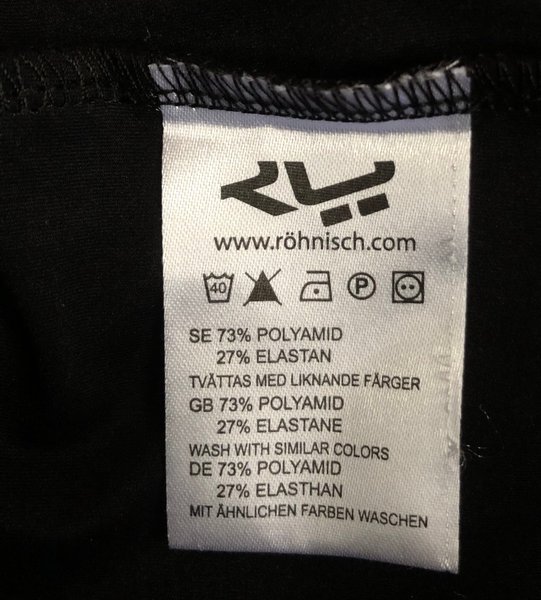 www.röhnisch.com
40 P
SE 73% POLYAMID
27% ELASTAN
TVÄTTAS MED LIKNANDE FÄRGER
GB 73% POLYAMID
27% ELASTANE
WASH WITH SIMILAR COLORS
DE 73% POLYAMID
27% ELASTHAN
MIT ÄHNLICHEN FARBEN WASCHEN